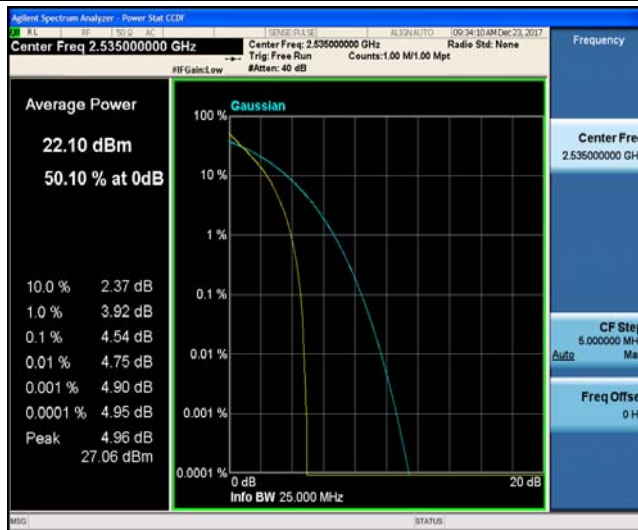 Agilent Spectrum Analyzer - Power Stat CCDF
RL RF 50 Ω AC SENSE:PULSE ALIGN AUTO 09:34:10 AM Dec 23, 2017
Center Freq 2.535000000 GHz
Center Freq: 2.535000000 GHz Radio Std: None
Trig: Free Run Counts:1.00 M/1.00 Mpt
#IFGain:Low #Atten: 40 dB
Frequency
Average Power
22.10 dBm
50.10 % at 0dB
10.0 % 2.37 dB
1.0 % 3.92 dB
0.1 % 4.54 dB
0.01 % 4.75 dB
0.001 % 4.90 dB
0.0001 % 4.95 dB
Peak 4.96 dB
27.06 dBm
Gaussian
100 %
10 %
1 %
0.1 %
0.01 %
0.001 %
0.0001 %
0 dB 20 dB
Info BW 25.000 MHz
Center Fre
2.535000000 GH
CF Step
5.000000 MH
Auto Ma
Freq Offse
0 H
MSG STATUS